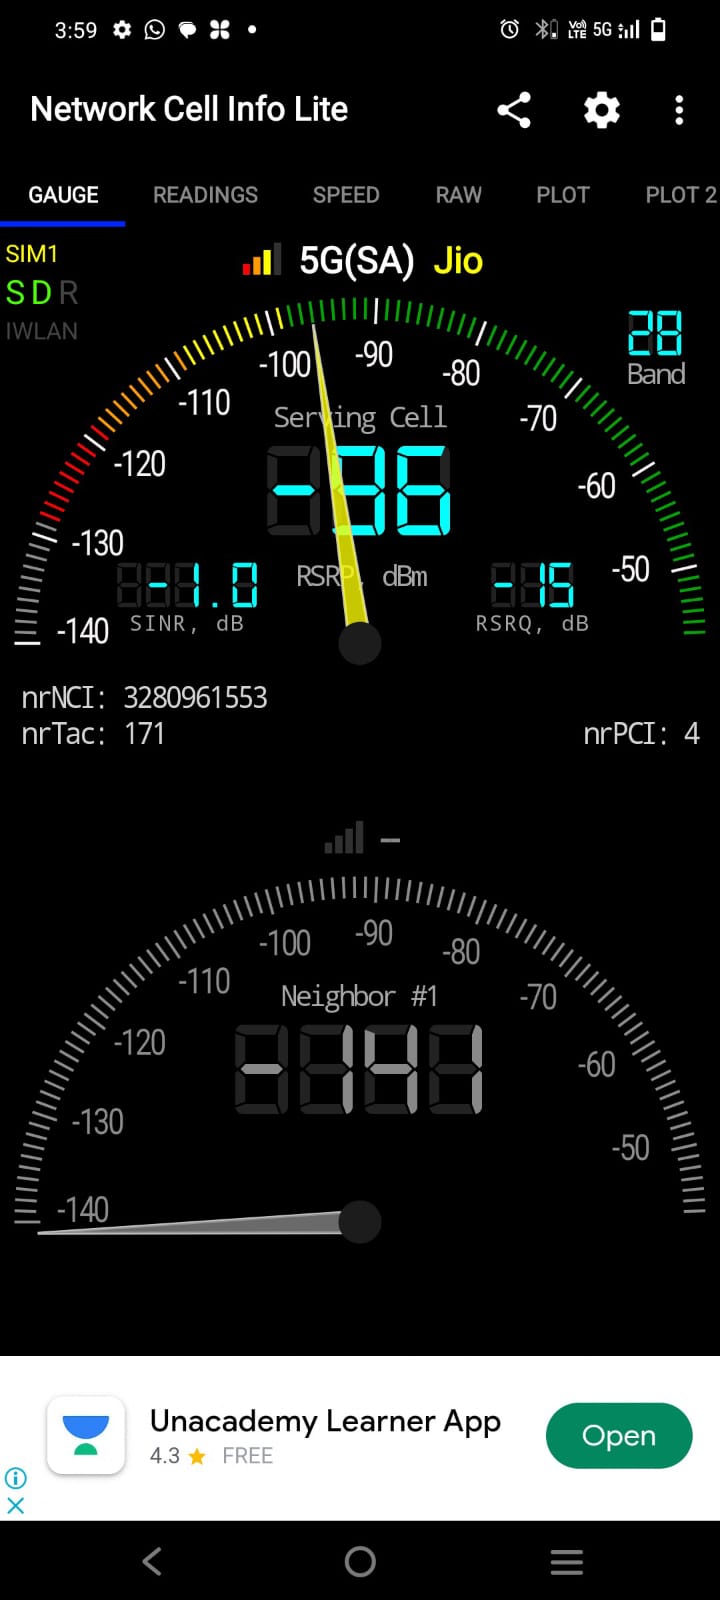 3:59
VoLTE 5G
Network Cell Info Lite
GAUGE READINGS SPEED RAW PLOT PLOT 2
SIM1
S D R
IWLAN
5G(SA) Jio
28
Band
-140 -130 -120 -110 -100 -90 -80 -70 -60 -50
Serving Cell
-96
RSRP, dBm
-1.0
SINR, dB
-15
RSRQ, dB
nrNCI: 3280961553
nrTac: 171
nrPCI: 4
–
-140 -130 -120 -110 -100 -90 -80 -70 -60 -50
Neighbor #1
-141
Unacademy Learner App
4.3 ★ FREE
Open